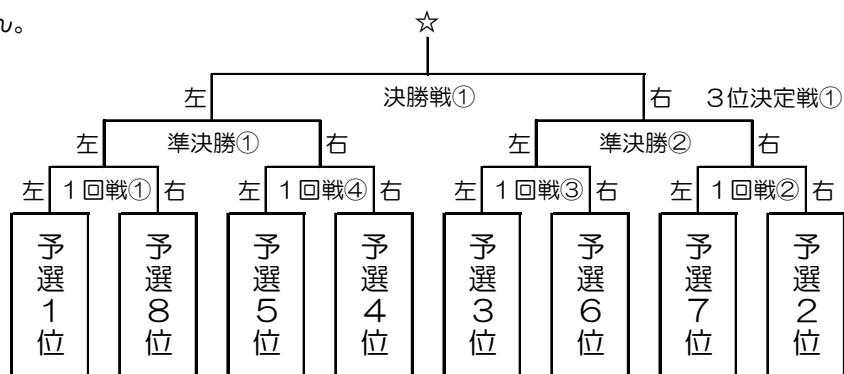 ん。
☆
左 決勝戦① 右 ３位決定戦①
左 準決勝① 右 左 準決勝② 右
左 １回戦① 右 左 １回戦④ 右 左 １回戦③ 右 左 １回戦② 右
予選１位 予選８位 予選５位 予選４位 予選３位 予選６位 予選７位 予選２位